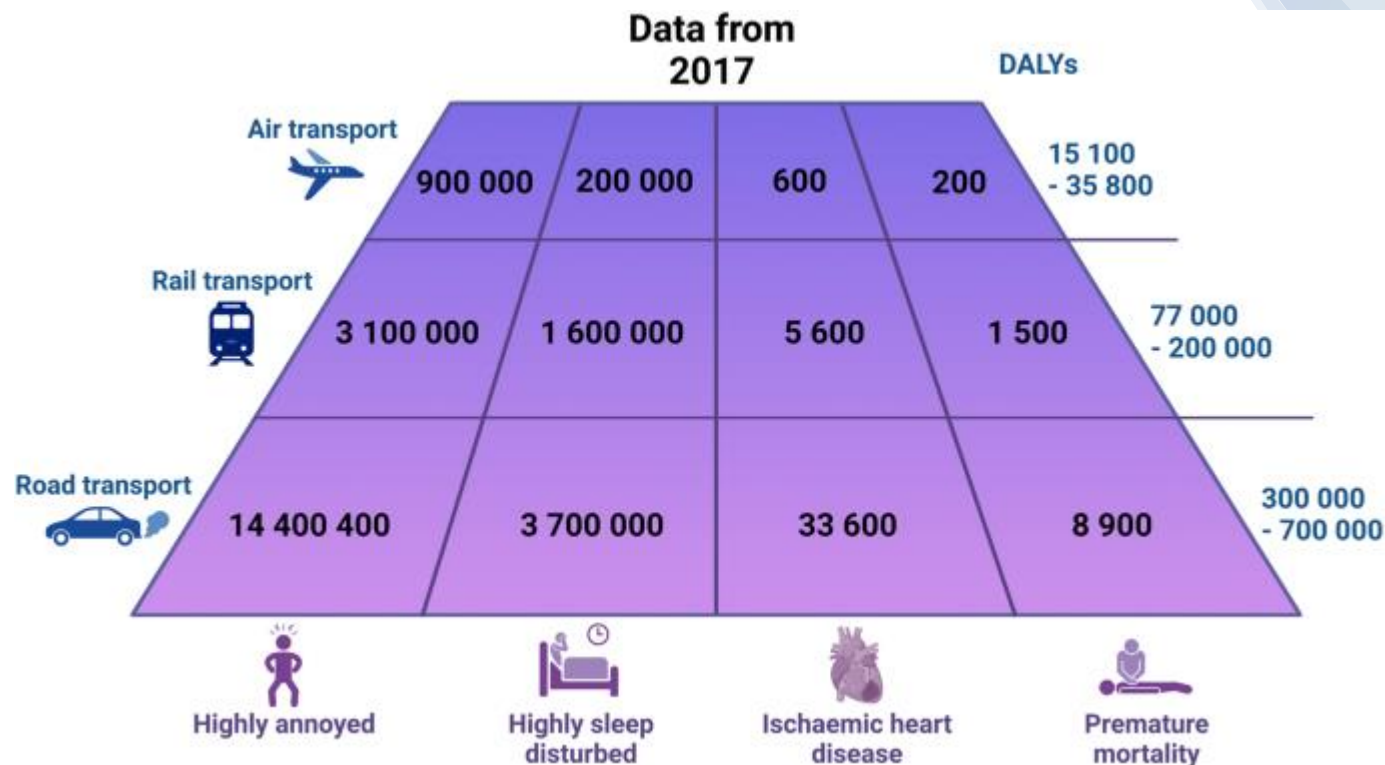 Data from
2017
DALYs
Air transport
900 000
200 000
600
200
15 100
- 35 800
Rail transport
3 100 000
1 600 000
5 600
1 500
77 000
- 200 000
Road transport
14 400 400
3 700 000
33 600
8 900
300 000
- 700 000
Highly annoyed
Highly sleep
disturbed
Ischaemic heart
disease
Premature
mortality